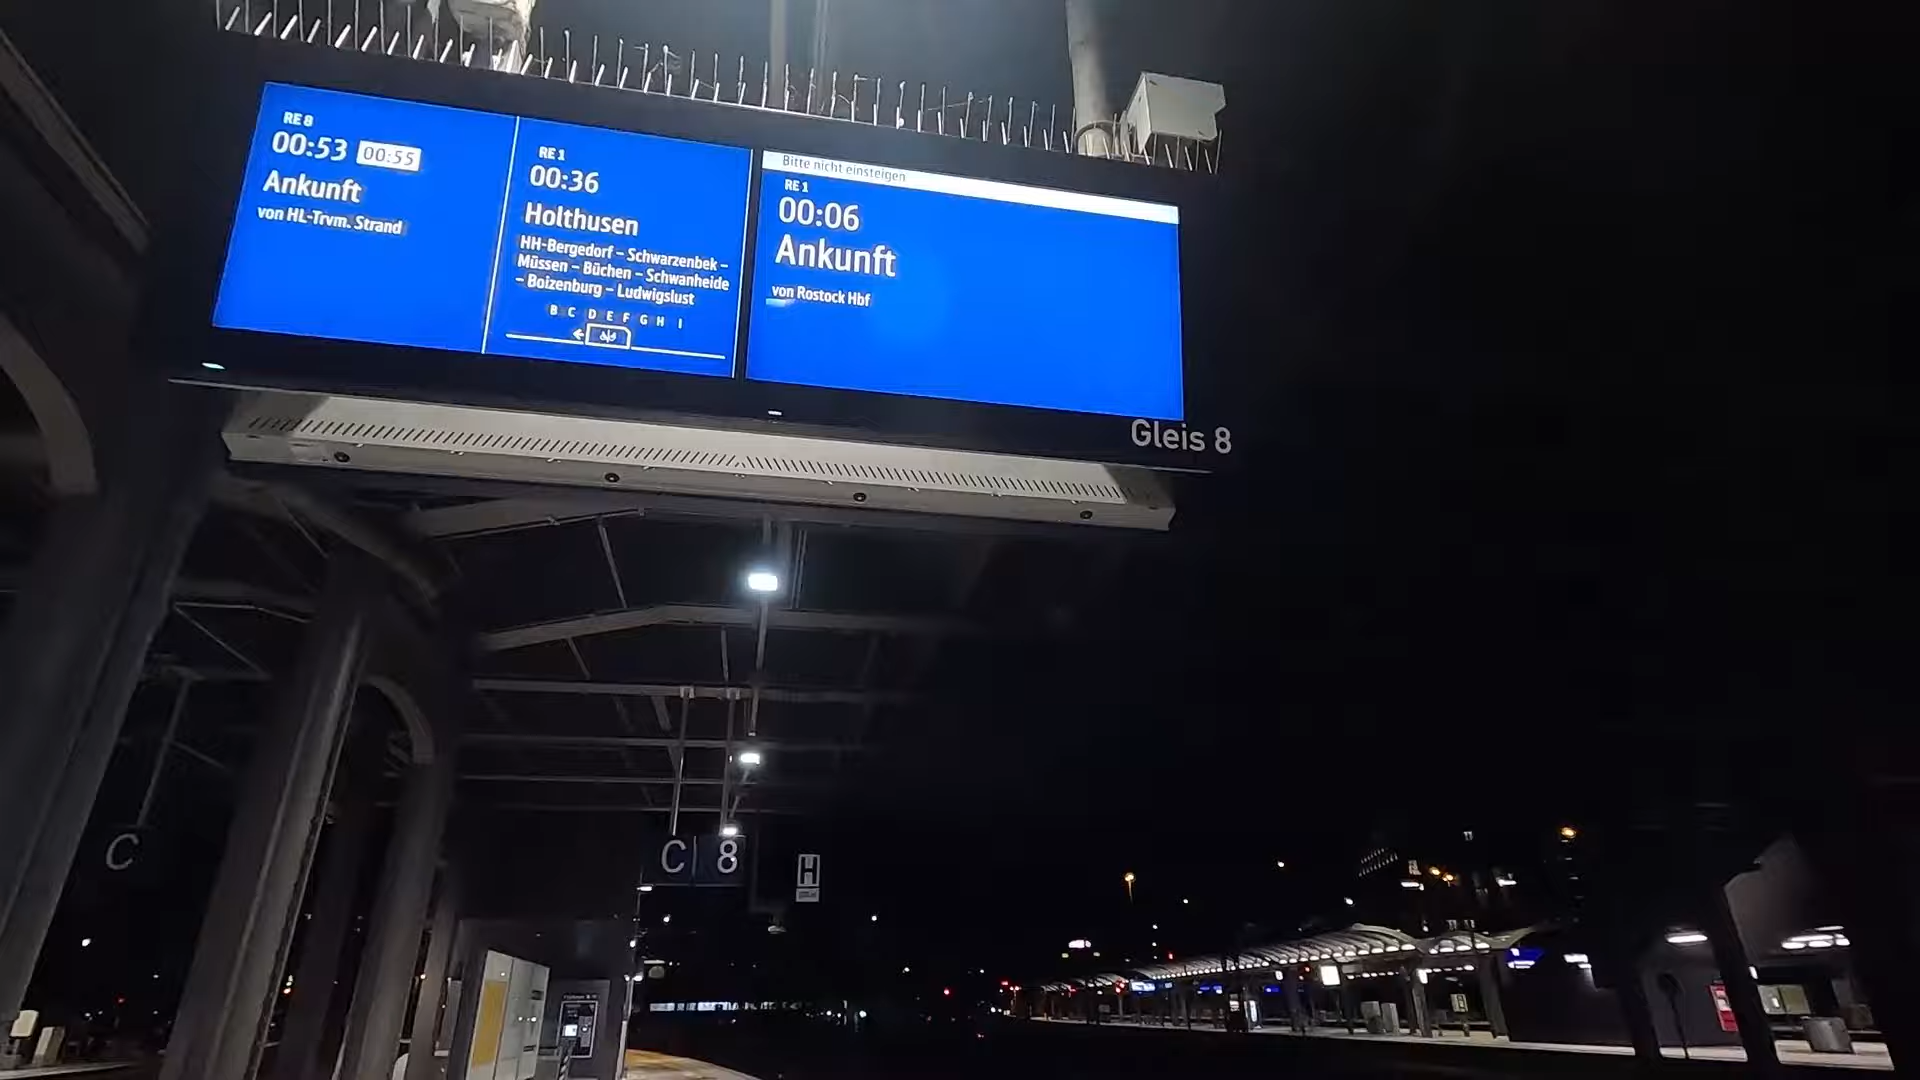 RE 8
00:53 00:55
Ankunft
von HL-Trvm. Strand
RE 1
00:36
Holthusen
HH-Bergedorf – Schwarzenbek –
Müssen – Büchen – Schwanheide
– Boizenburg – Ludwigslust
B C D E F G H I
Bitte nicht einsteigen
RE 1
00:06
Ankunft
von Rostock Hbf
Gleis 8
C
C 8
H